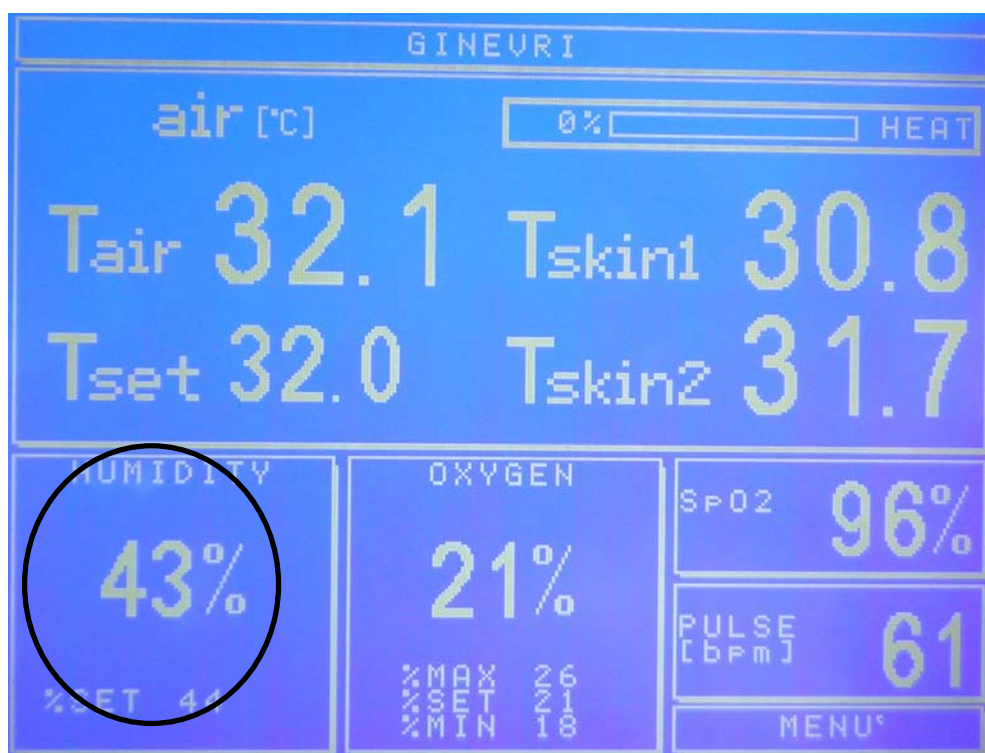 GINEVRI
air [°C]
0% HEAT
Tair 32.1
Tskin1 30.8
Tset 32.0
Tskin2 31.7
HUMIDITY
43%
%SET 44
OXYGEN
21%
%MAX 26
%SET 21
%MIN 18
SpO2 96%
PULSE
[bpm] 61
MENU'